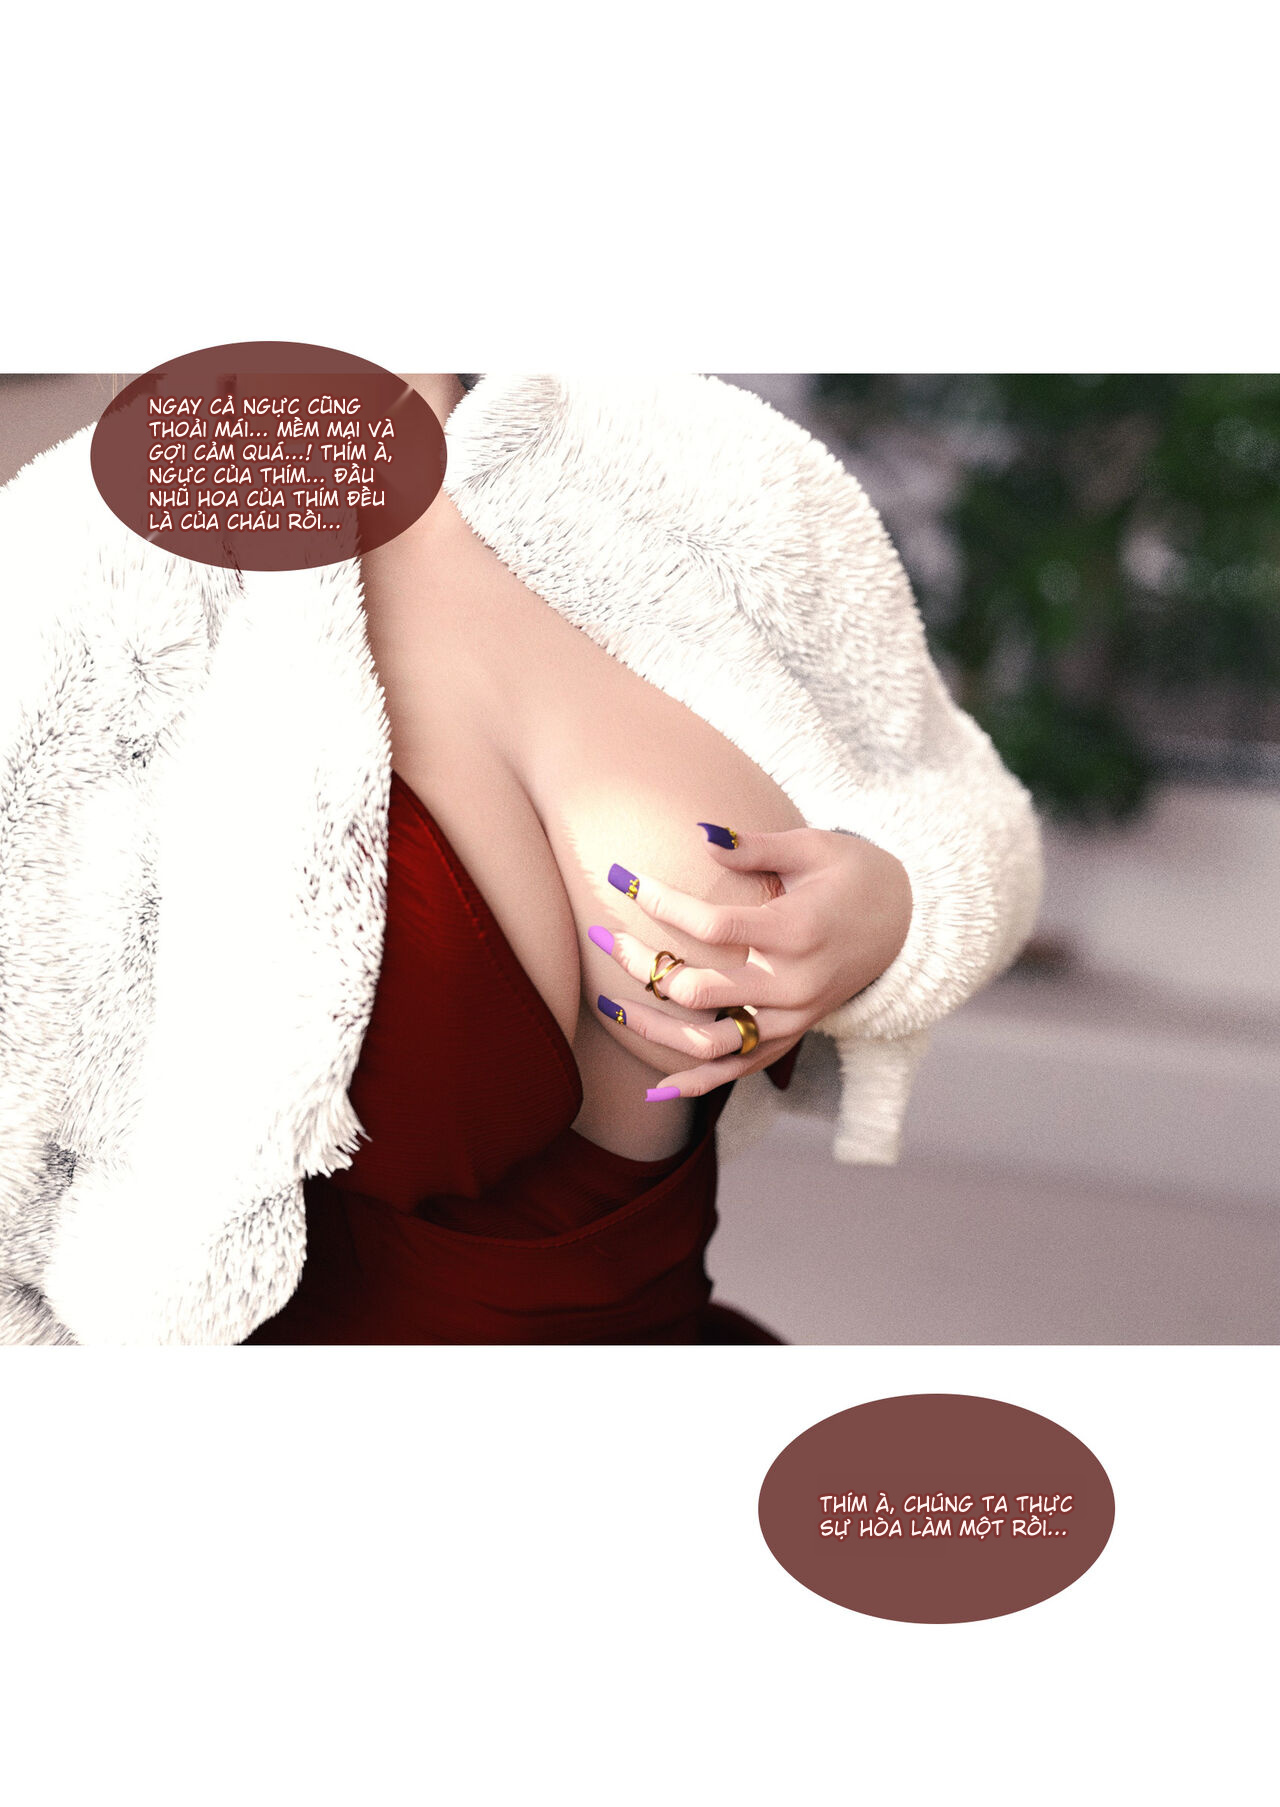 NGAY CẢ NGỰC CŨNG
THOẢI MÁI... MỀM MẠI VÀ
GỢI CẢM QUÁ...! THÍM À,
NGỰC CỦA THÍM... ĐẦU
NHŨ HOA CỦA THÍM ĐỀU
LÀ CỦA CHÁU RỒI...
THÍM À, CHÚNG TA THỰC
SỰ HÒA LÀM MỘT RỒI...